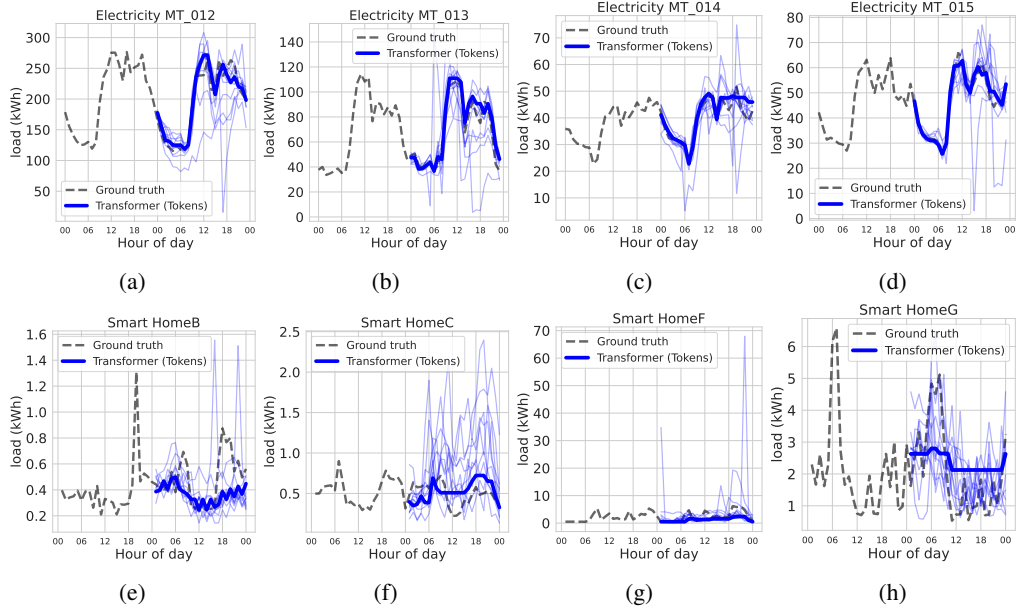 Electricity MT_012
load (kWh)
300
250
200
150
100
50
Ground truth
Transformer (Tokens)
00 06 12 18 00 06 12 18 00
Hour of day
(a)
Electricity MT_013
load (kWh)
140
120
100
80
60
40
20
0
Ground truth
Transformer (Tokens)
00 06 12 18 00 06 12 18 00
Hour of day
(b)
Electricity MT_014
load (kWh)
70
60
50
40
30
20
10
Ground truth
Transformer (Tokens)
00 06 12 18 00 06 12 18 00
Hour of day
(c)
Electricity MT_015
load (kWh)
80
70
60
50
40
30
20
10
0
Ground truth
Transformer (Tokens)
00 06 12 18 00 06 12 18 00
Hour of day
(d)
Smart HomeB
load (kWh)
1.6
1.4
1.2
1.0
0.8
0.6
0.4
0.2
Ground truth
Transformer (Tokens)
00 06 12 18 00 06 12 18 00
Hour of day
(e)
Smart HomeC
load (kWh)
2.5
2.0
1.5
1.0
0.5
Ground truth
Transformer (Tokens)
00 06 12 18 00 06 12 18 00
Hour of day
(f)
Smart HomeF
load (kWh)
70
60
50
40
30
20
10
0
Ground truth
Transformer (Tokens)
00 06 12 18 00 06 12 18 00
Hour of day
(g)
Smart HomeG
load (kWh)
6
5
4
3
2
1
Ground truth
Transformer (Tokens)
00 06 12 18 00 06 12 18 00
Hour of day
(h)